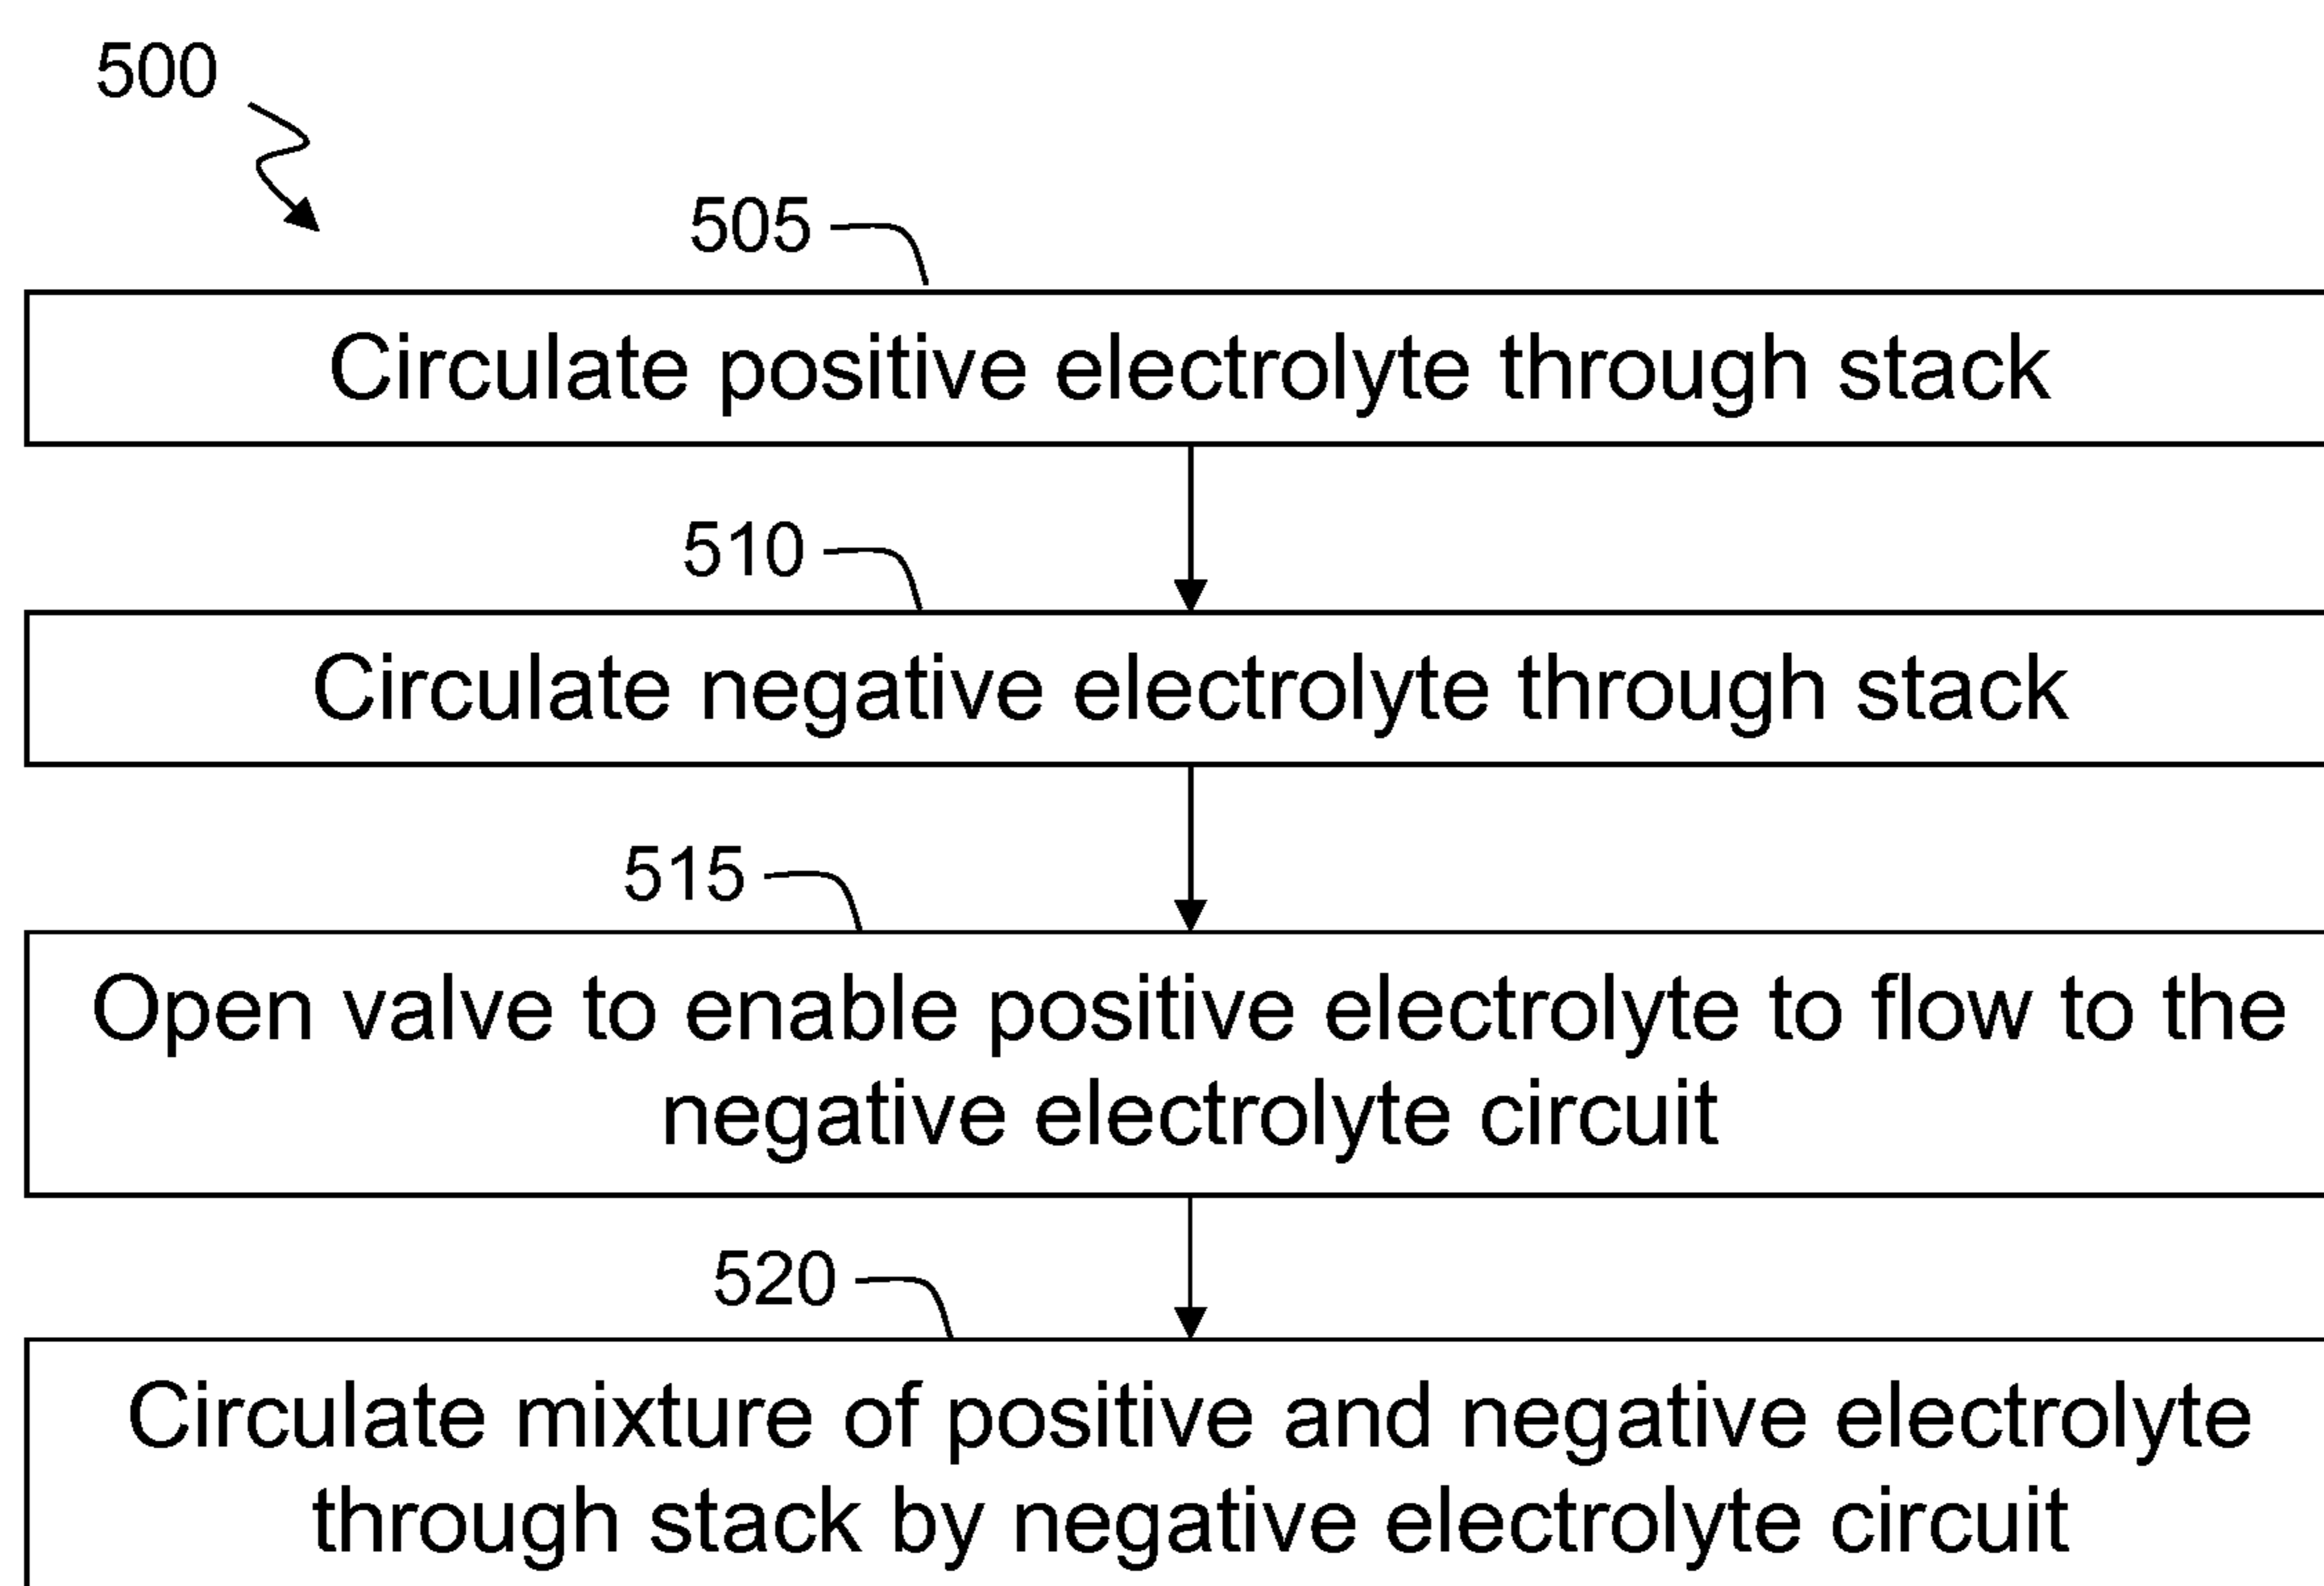 500
505
Circulate positive electrolyte through stack
510
Circulate negative electrolyte through stack
515
Open valve to enable positive electrolyte to flow to the
negative electrolyte circuit
520
Circulate mixture of positive and negative electrolyte
through stack by negative electrolyte circuit